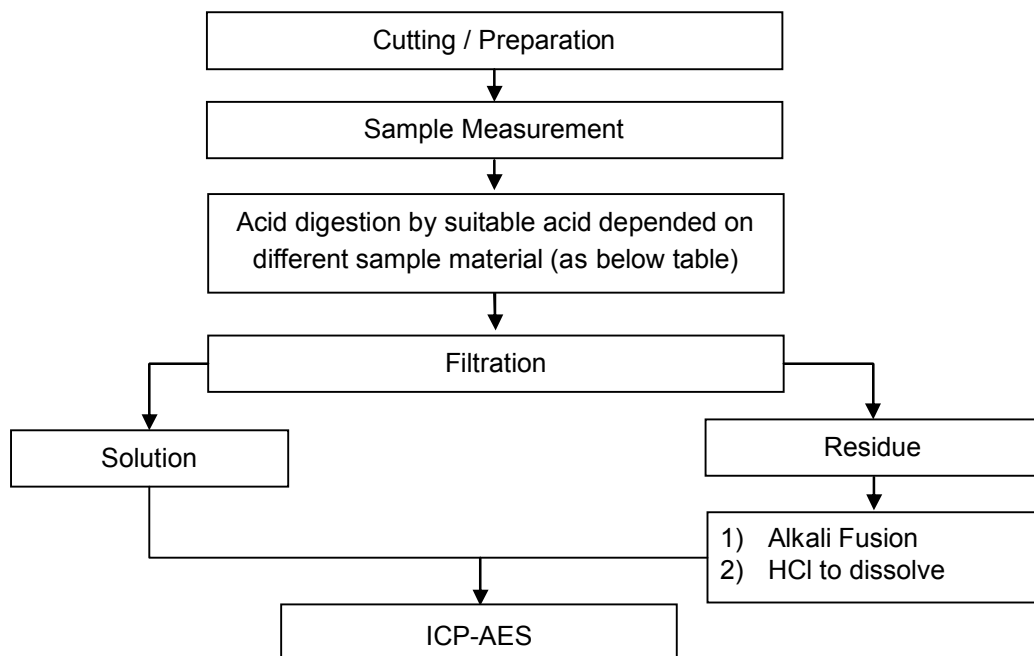 Cutting / Preparation
Sample Measurement
Acid digestion by suitable acid depended on
different sample material (as below table)
Filtration
Solution
Residue
1) Alkali Fusion
2) HCl to dissolve
ICP-AES